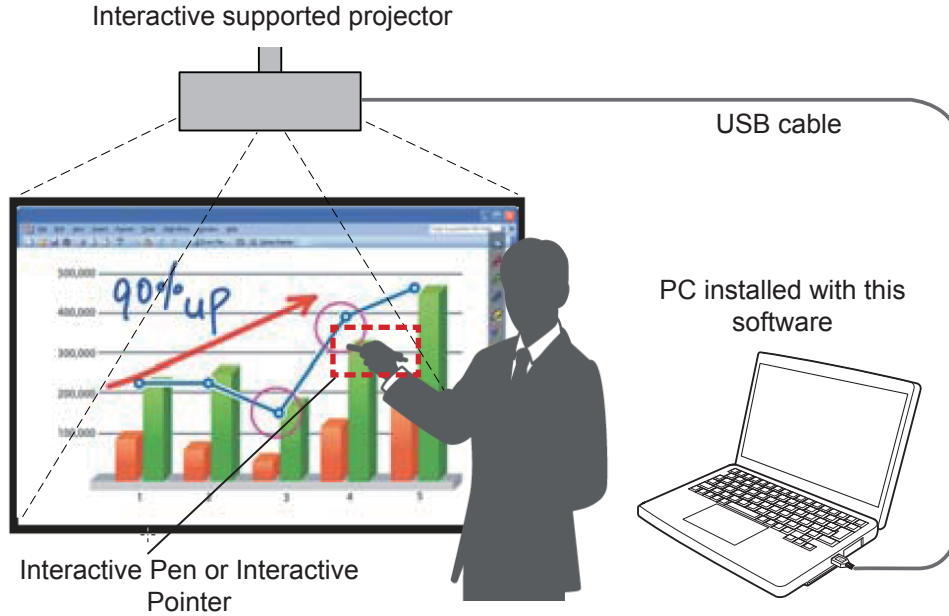 Interactive supported projector
USB cable
500,000
90% up
400,000
300,000
200,000
100,000
1 2 3 4 5
PC installed with this
software
Interactive Pen or Interactive
Pointer